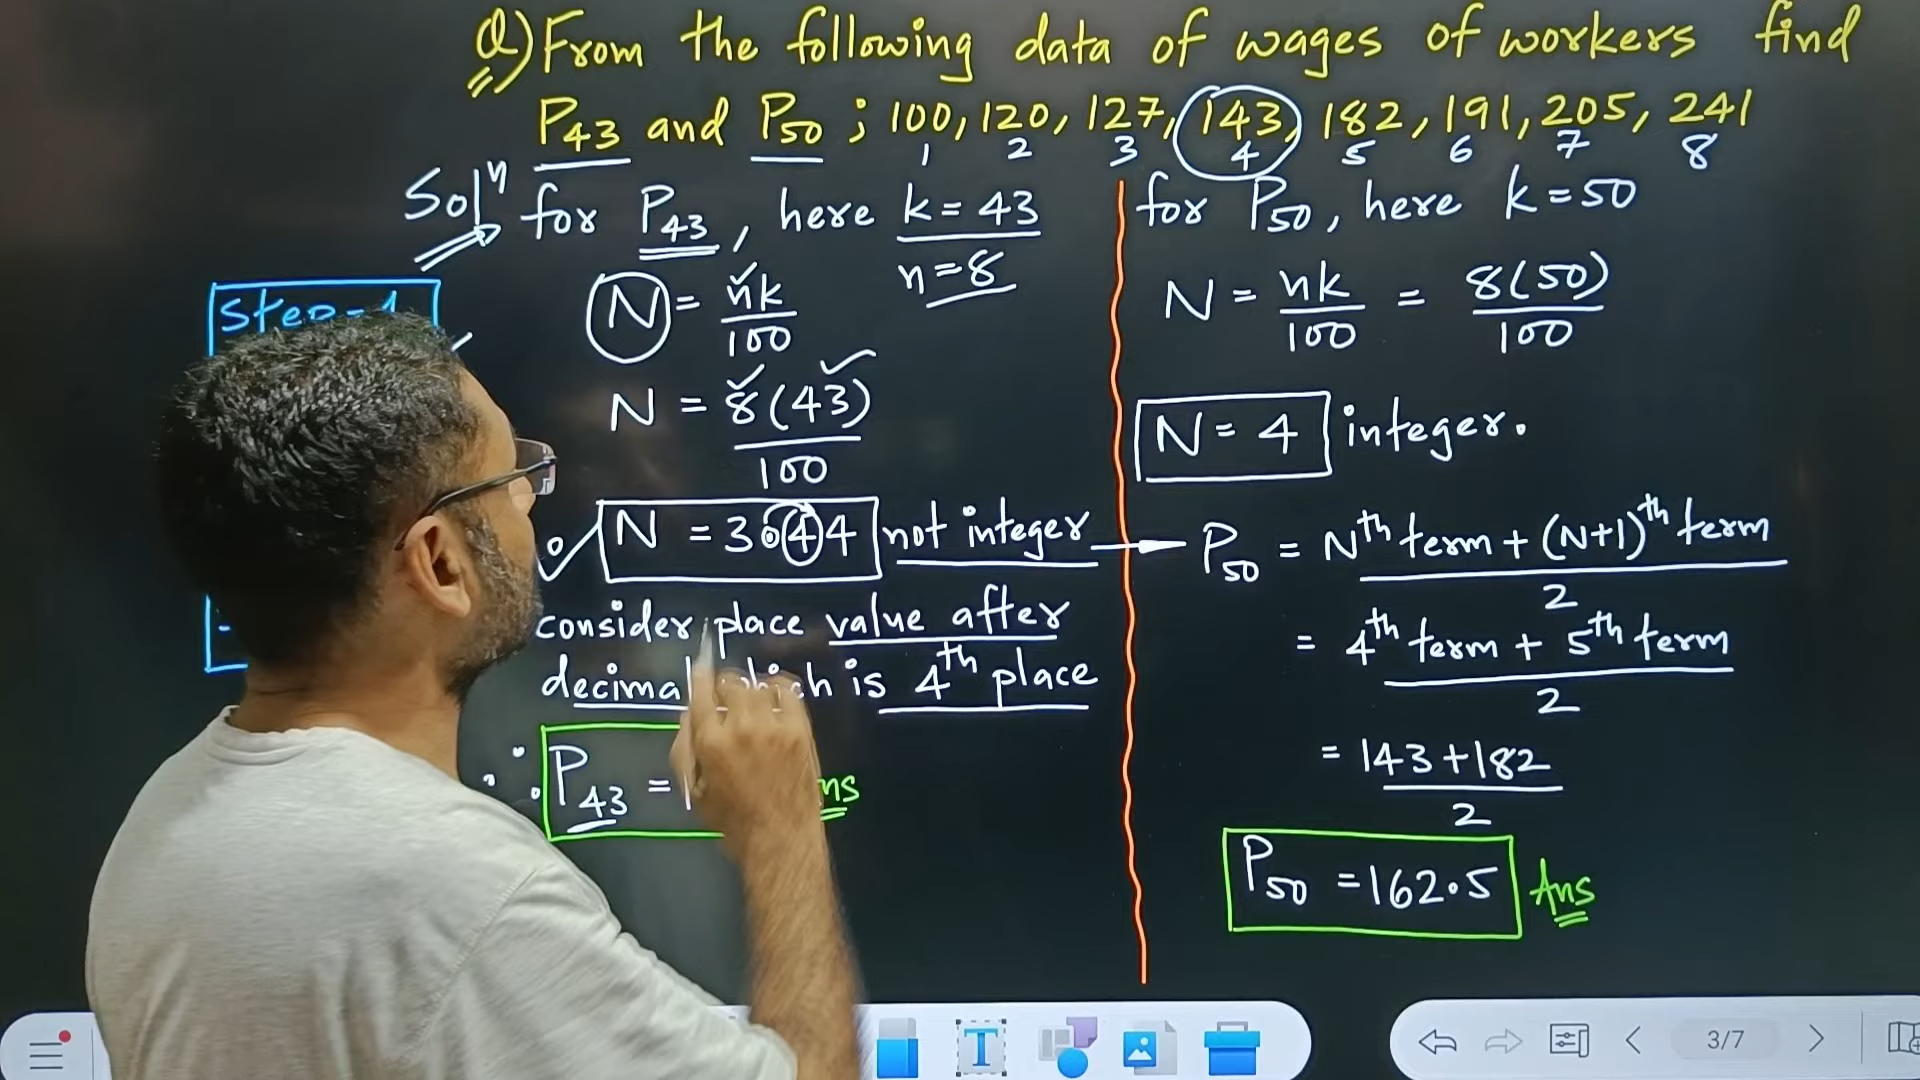 Q) From the following data of wages of workers find
P43 and P50 ; 100, 120, 127, 143, 182, 191, 205, 241
1 2 3 4 5 6 7 8
Solⁿ for P43, here k = 43
n = 8
N = nk/100
N = 8(43)/100
N = 3.44 not integer
consider place value after
decimal which is 4th place
∴ P43 = Ans
Step-1
for P50, here k = 50
N = nk/100 = 8(50)/100
N = 4 integer.
P50 = Nth term + (N+1)th term / 2
= 4th term + 5th term / 2
= 143 + 182 / 2
P50 = 162.5 Ans
T
3/7